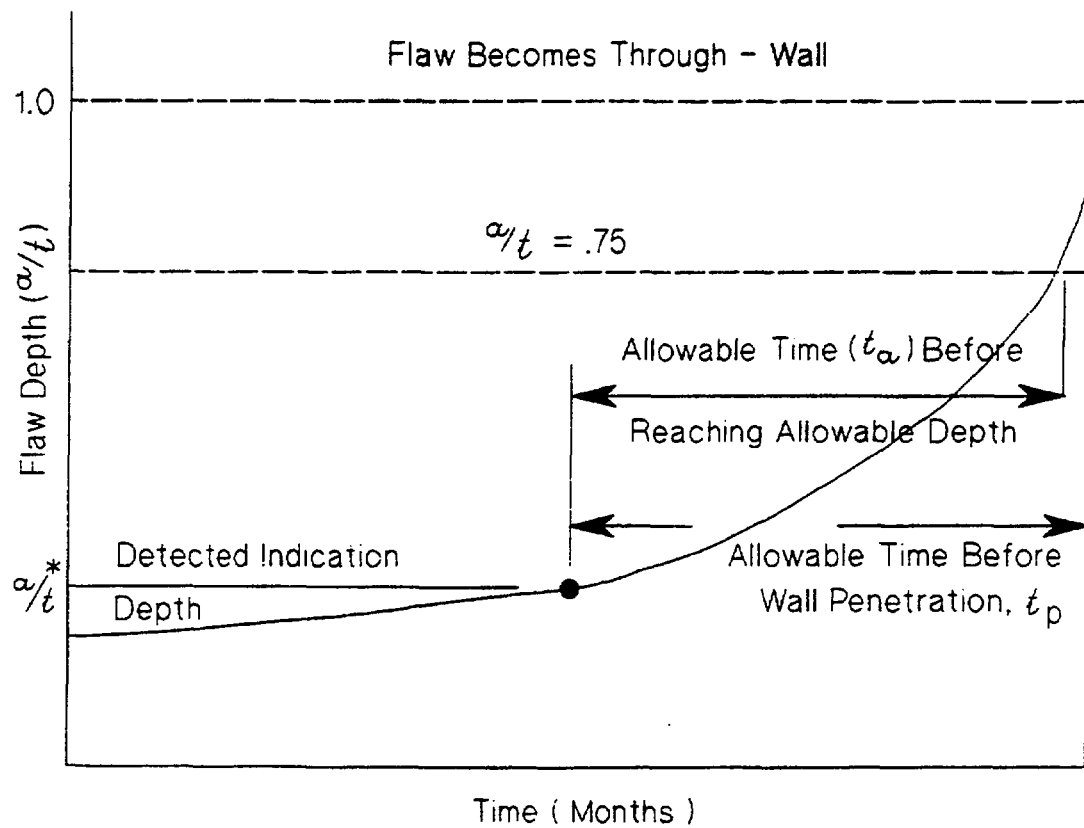 Flaw Becomes Through - Wall
1.0
a/t = .75
Flaw Depth (a/t)
Allowable Time (ta) Before
Reaching Allowable Depth
Detected Indication
Depth
a/t*
Allowable Time Before
Wall Penetration, tp
Time ( Months )